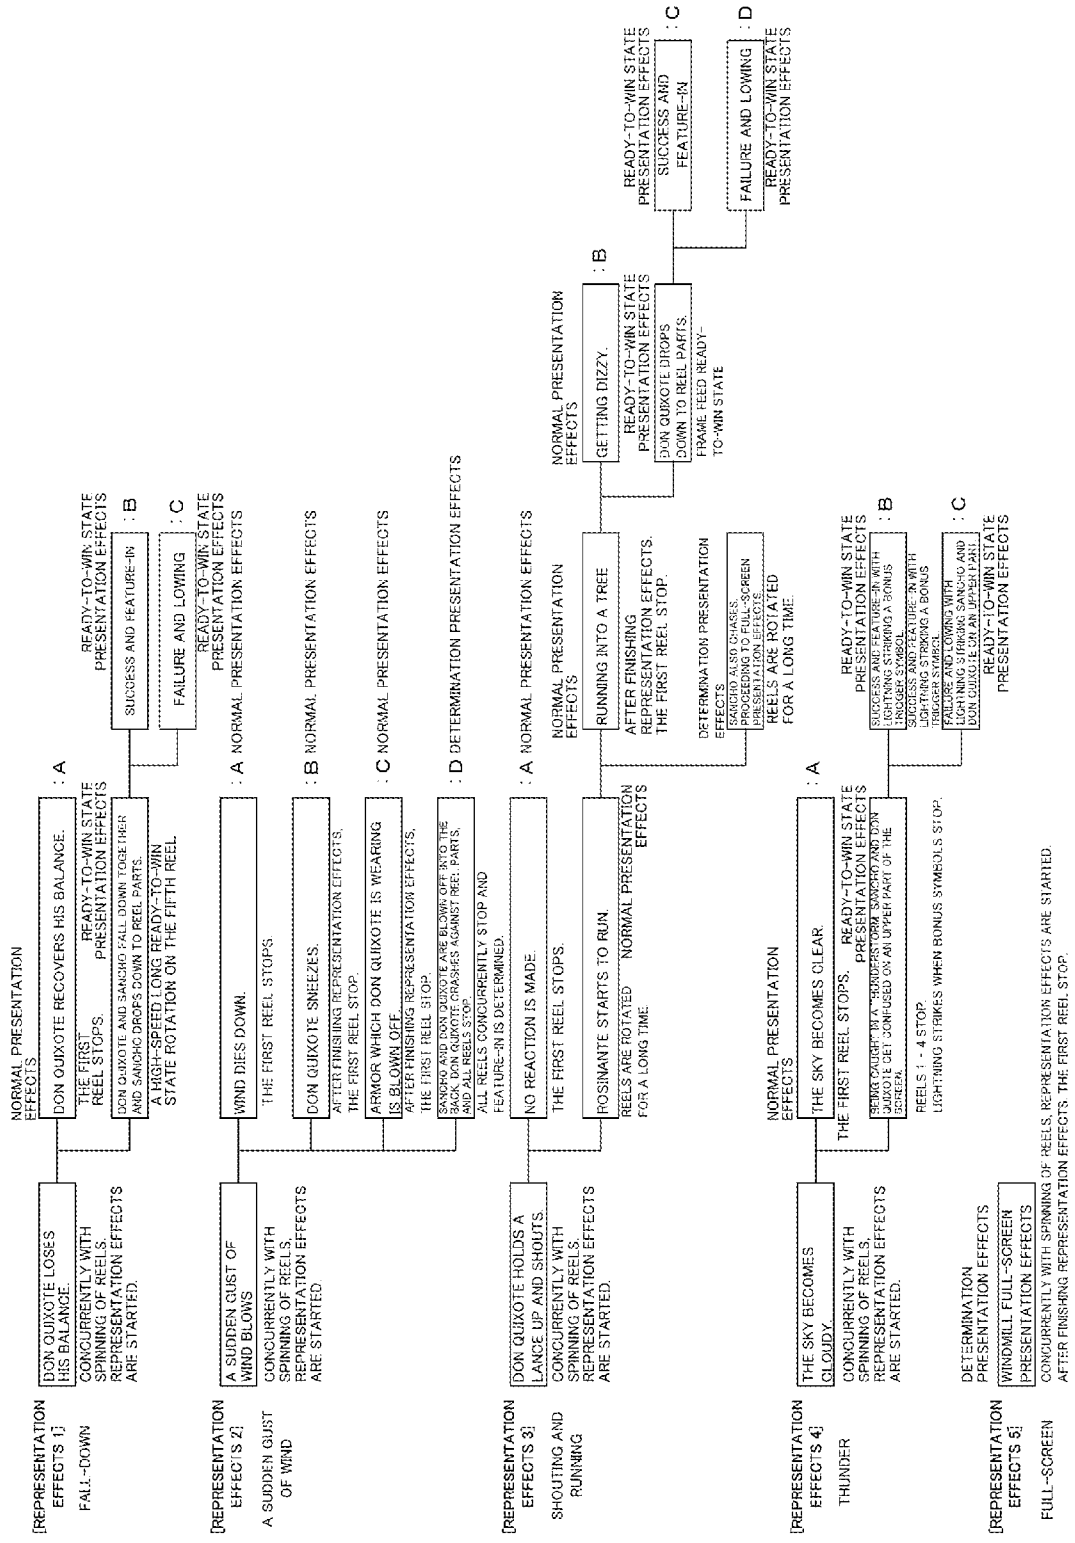 [REPRESENTATION
EFFECTS 1]
FALL-DOWN
DON QUIXOTE LOSES
HIS BALANCE.
CONCURRENTLY WITH
SPINNING OF REELS,
REPRESENTATION EFFECTS
ARE STARTED.
NORMAL PRESENTATION
EFFECTS
DON QUIXOTE RECOVERS HIS BALANCE.
: A
THE FIRST
REEL STOPS.
READY-TO-WIN STATE
PRESENTATION EFFECTS
DON QUIXOTE AND SANCHO FALL DOWN TOGETHER
AND SANCHO DROPS DOWN TO REEL PARTS.
A HIGH-SPEED LONG READY-TO-WIN
STATE ROTATION ON THE FIFTH REEL
READY-TO-WIN STATE
PRESENTATION EFFECTS
SUCCESS AND FEATURE-IN
: B
FAILURE AND LOWING
: C
READY-TO-WIN STATE
PRESENTATION EFFECTS
[REPRESENTATION
EFFECTS 2]
A SUDDEN GUST
OF WIND
A SUDDEN GUST OF
WIND BLOWS
CONCURRENTLY WITH
SPINNING OF REELS,
REPRESENTATION EFFECTS
ARE STARTED.
WIND DIES DOWN.
: A NORMAL PRESENTATION EFFECTS
THE FIRST REEL STOPS.
DON QUIXOTE SNEEZES.
: B NORMAL PRESENTATION EFFECTS
AFTER FINISHING REPRESENTATION EFFECTS,
THE FIRST REEL STOP.
ARMOR WHICH DON QUIXOTE IS WEARING
IS BLOWN OFF.
: C NORMAL PRESENTATION EFFECTS
AFTER FINISHING REPRESENTATION EFFECTS,
THE FIRST REEL STOP.
SANCHO AND DON QUIXOTE ARE BLOWN OFF INTO THE
BACK, DON QUIXOTE CRASHES AGAINST REEL PARTS,
AND ALL REELS STOP.
: D DETERMINATION PRESENTATION EFFECTS
ALL REELS CONCURRENTLY STOP AND
FEATURE-IN IS DETERMINED.
[REPRESENTATION
EFFECTS 3]
SHOUTING AND
RUNNING
DON QUIXOTE HOLDS A
LANCE UP AND SHOUTS.
CONCURRENTLY WITH
SPINNING OF REELS,
REPRESENTATION EFFECTS
ARE STARTED.
NO REACTION IS MADE.
: A NORMAL PRESENTATION EFFECTS
THE FIRST REEL STOPS.
ROSINANTE STARTS TO RUN.
REELS ARE ROTATED
FOR A LONG TIME.
NORMAL PRESENTATION
EFFECTS
NORMAL PRESENTATION
EFFECTS
RUNNING INTO A TREE
AFTER FINISHING
REPRESENTATION EFFECTS,
THE FIRST REEL STOP.
DETERMINATION PRESENTATION
EFFECTS
SANCHO ALSO CHASES,
PROCEEDING TO FULL-SCREEN
PRESENTATION EFFECTS.
REELS ARE ROTATED
FOR A LONG TIME.
NORMAL PRESENTATION
EFFECTS
GETTING DIZZY.
: B
READY-TO-WIN STATE
PRESENTATION EFFECTS
DON QUIXOTE DROPS
DOWN TO REEL PARTS.
FRAME FEED READY-
TO-WIN STATE
READY-TO-WIN STATE
PRESENTATION EFFECTS
SUCCESS AND
FEATURE-IN
: C
READY-TO-WIN STATE
PRESENTATION EFFECTS
FAILURE AND LOWING
: D
READY-TO-WIN STATE
PRESENTATION EFFECTS
[REPRESENTATION
EFFECTS 4]
THUNDER
THE SKY BECOMES
CLOUDY.
CONCURRENTLY WITH
SPINNING OF REELS,
REPRESENTATION EFFECTS
ARE STARTED.
NORMAL PRESENTATION
EFFECTS
THE SKY BECOMES CLEAR.
: A
THE FIRST REEL STOPS.
READY-TO-WIN STATE
PRESENTATION EFFECTS
BEING CAUGHT IN A THUNDERSTORM, SANCHO AND DON
QUIXOTE GET CONFUSED ON AN UPPER PART OF THE
SCREEN.
REELS 1 - 4 STOP.
LIGHTNING STRIKES WHEN BONUS SYMBOLS STOP.
READY-TO-WIN STATE
PRESENTATION EFFECTS
SUCCESS AND FEATURE-IN WITH
LIGHTNING STRIKING A BONUS
TRIGGER SYMBOL
: B
SUCCESS AND FEATURE-IN WITH
LIGHTNING STRIKING A BONUS
TRIGGER SYMBOL
FAILURE AND LOWING WITH
LIGHTNING STRIKING SANCHO AND
DON QUIXOTE ON AN UPPER PART.
: C
READY-TO-WIN STATE
PRESENTATION EFFECTS
[REPRESENTATION
EFFECTS 5]
FULL-SCREEN
DETERMINATION
PRESENTATION EFFECTS
WINDMILL FULL-SCREEN
PRESENTATION EFFECTS
CONCURRENTLY WITH SPINNING OF REELS, REPRESENTATION EFFECTS ARE STARTED.
AFTER FINISHING REPRESENTATION EFFECTS, THE FIRST REEL STOP.